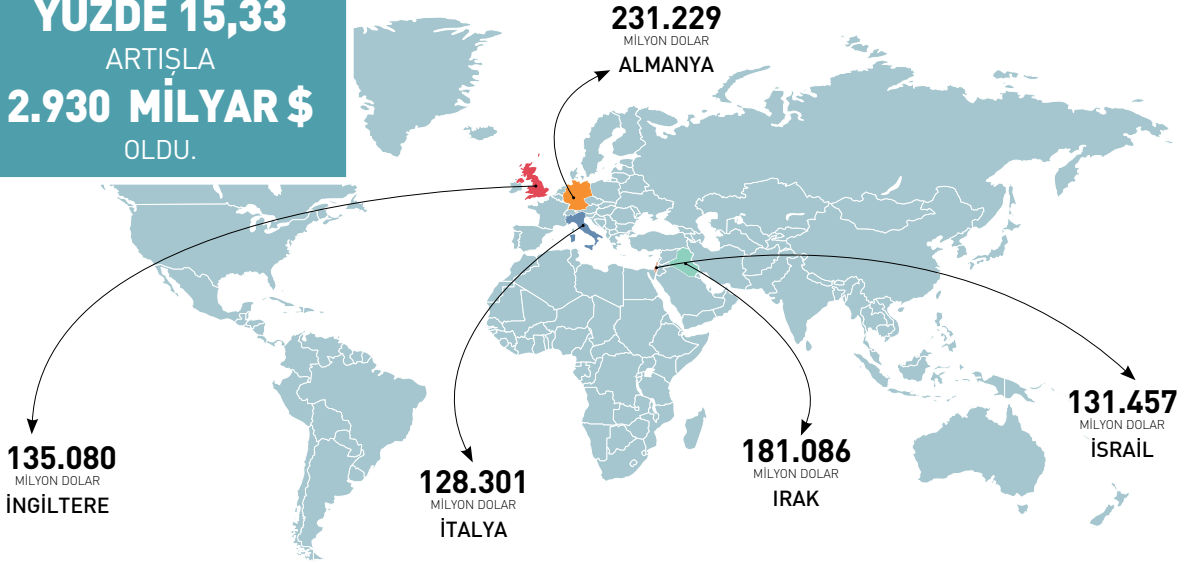 YÜZDE 15,33
ARTIŞLA
2.930 MİLYAR $
OLDU.
231.229
MİLYON DOLAR
ALMANYA
135.080
MİLYON DOLAR
İNGİLTERE
128.301
MİLYON DOLAR
İTALYA
181.086
MİLYON DOLAR
IRAK
131.457
MİLYON DOLAR
İSRAİL